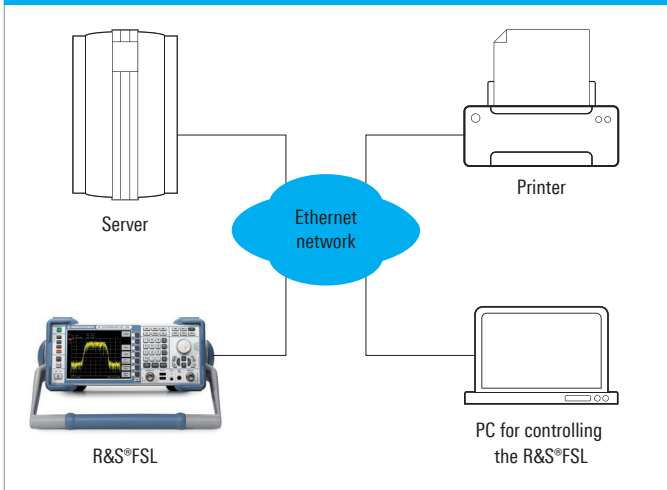 Server
Printer
Ethernet
network
R&S®FSL
PC for controlling
the R&S®FSL